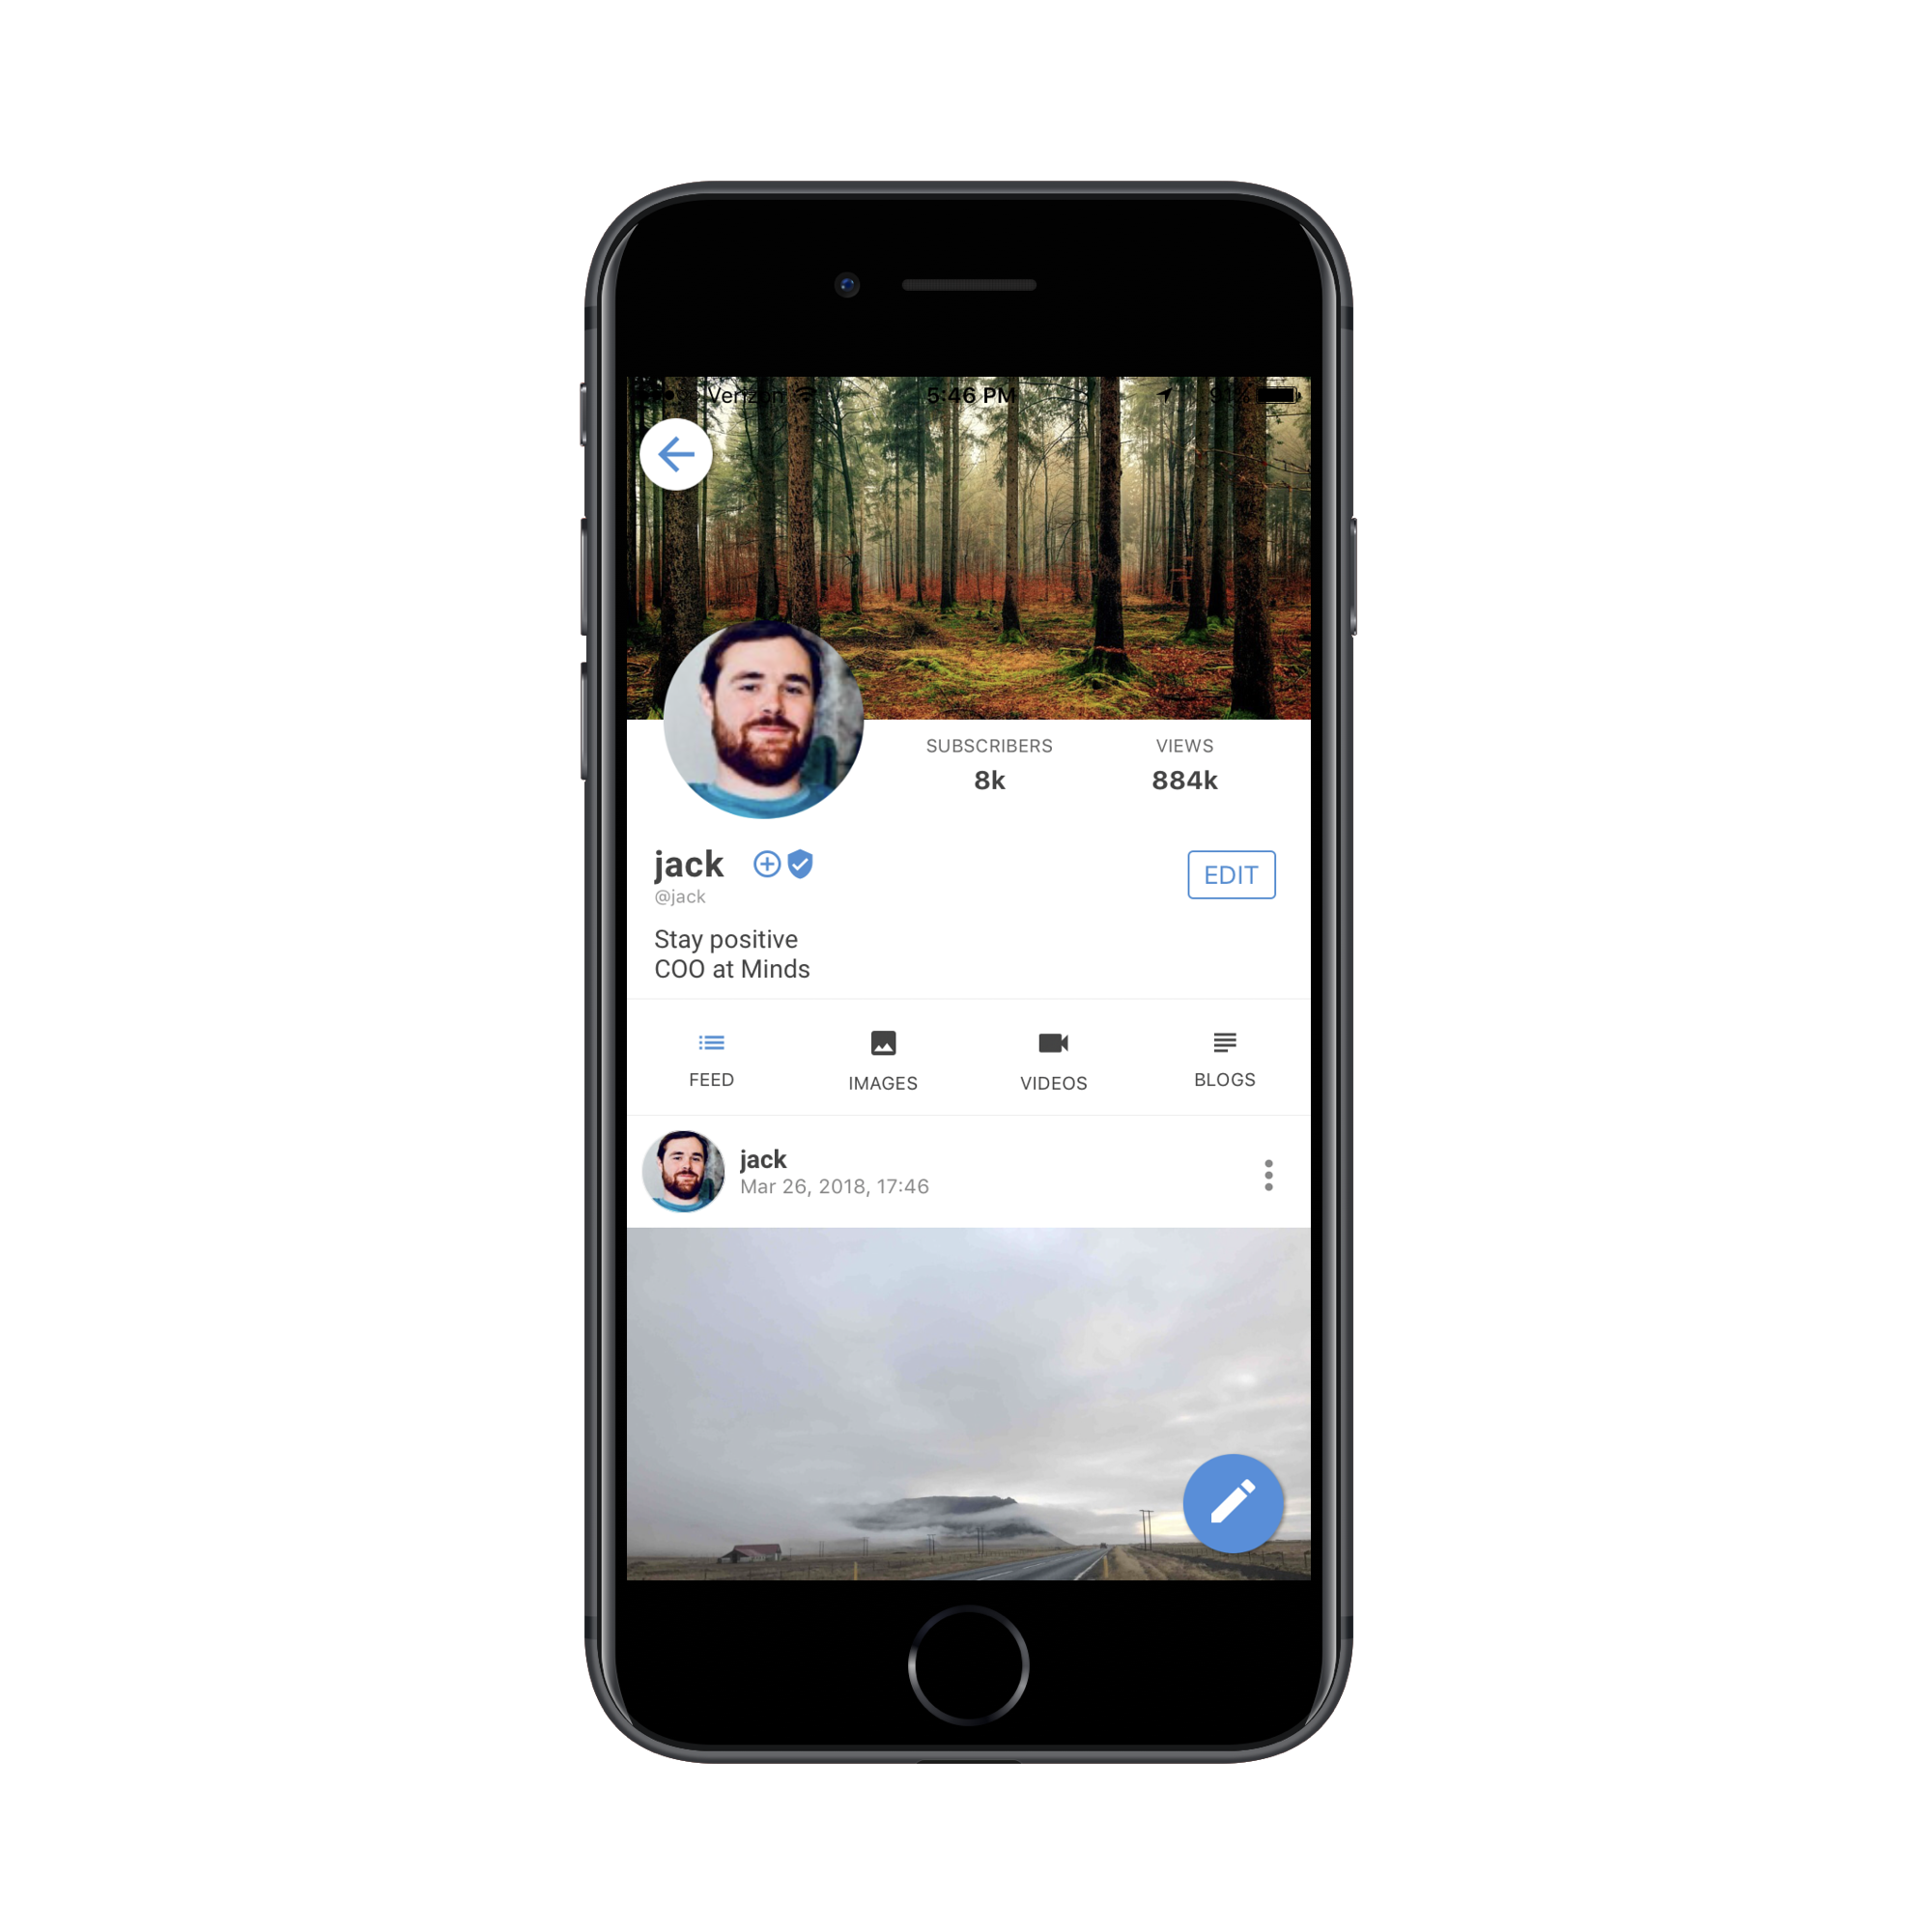 Verizon 5:46 PM
SUBSCRIBERS VIEWS
8k 884k
jack
@jack
EDIT
Stay positive
COO at Minds
FEED IMAGES VIDEOS BLOGS
jack
Mar 26, 2018, 17:46